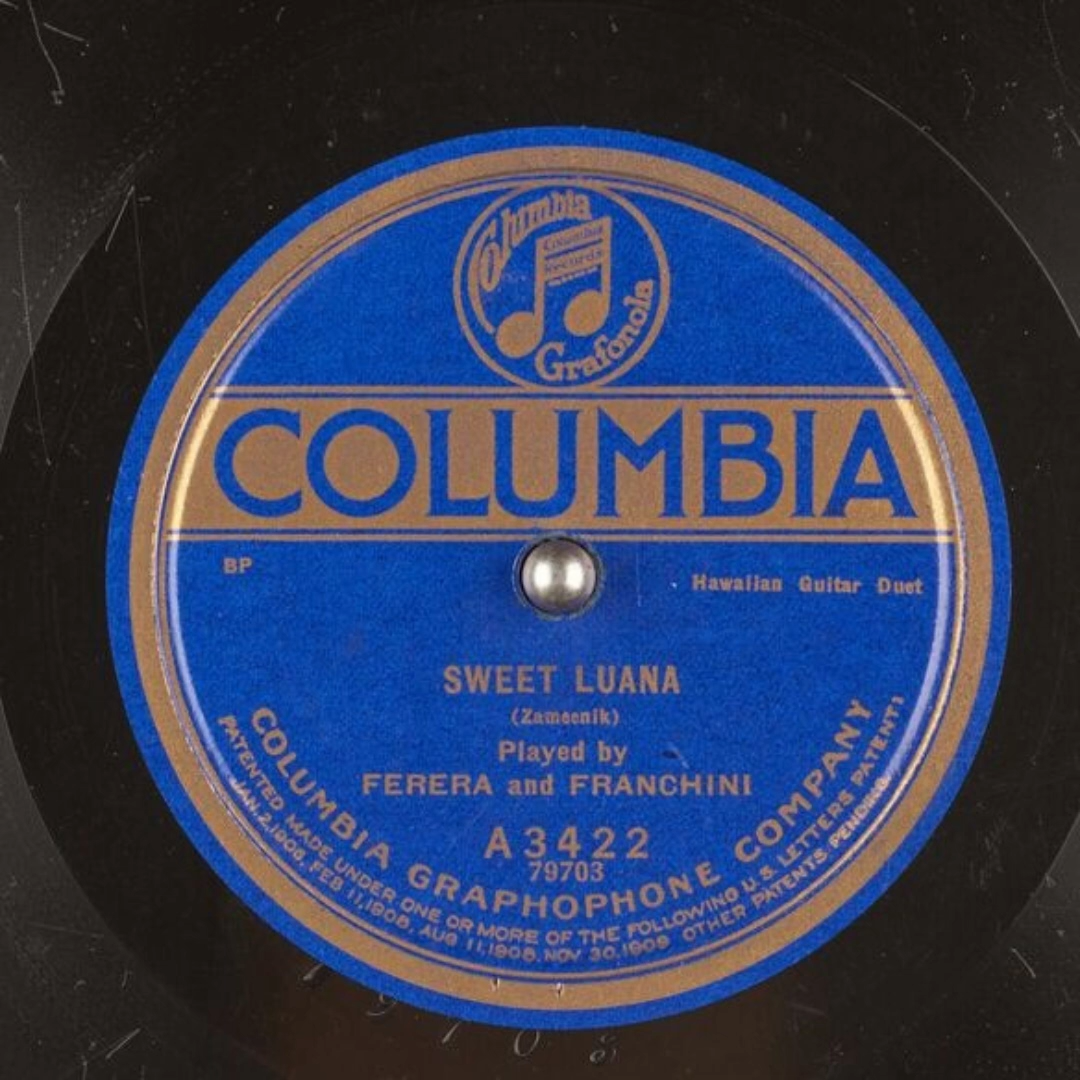 Columbia
Columbia
Records
Grafonola
COLUMBIA
BP
Hawaiian Guitar Duet
SWEET LUANA
(Zamecnik)
Played by
FERERA and FRANCHINI
A3422
79703
COLUMBIA GRAPHOPHONE COMPANY
PATENTED MADE UNDER ONE OR MORE OF THE FOLLOWING U.S. LETTERS PATENT:
JAN. 2, 1906, FEB 11, 1908, AUG 11, 1908, NOV 30, 1909 OTHER PATENTS PENDING